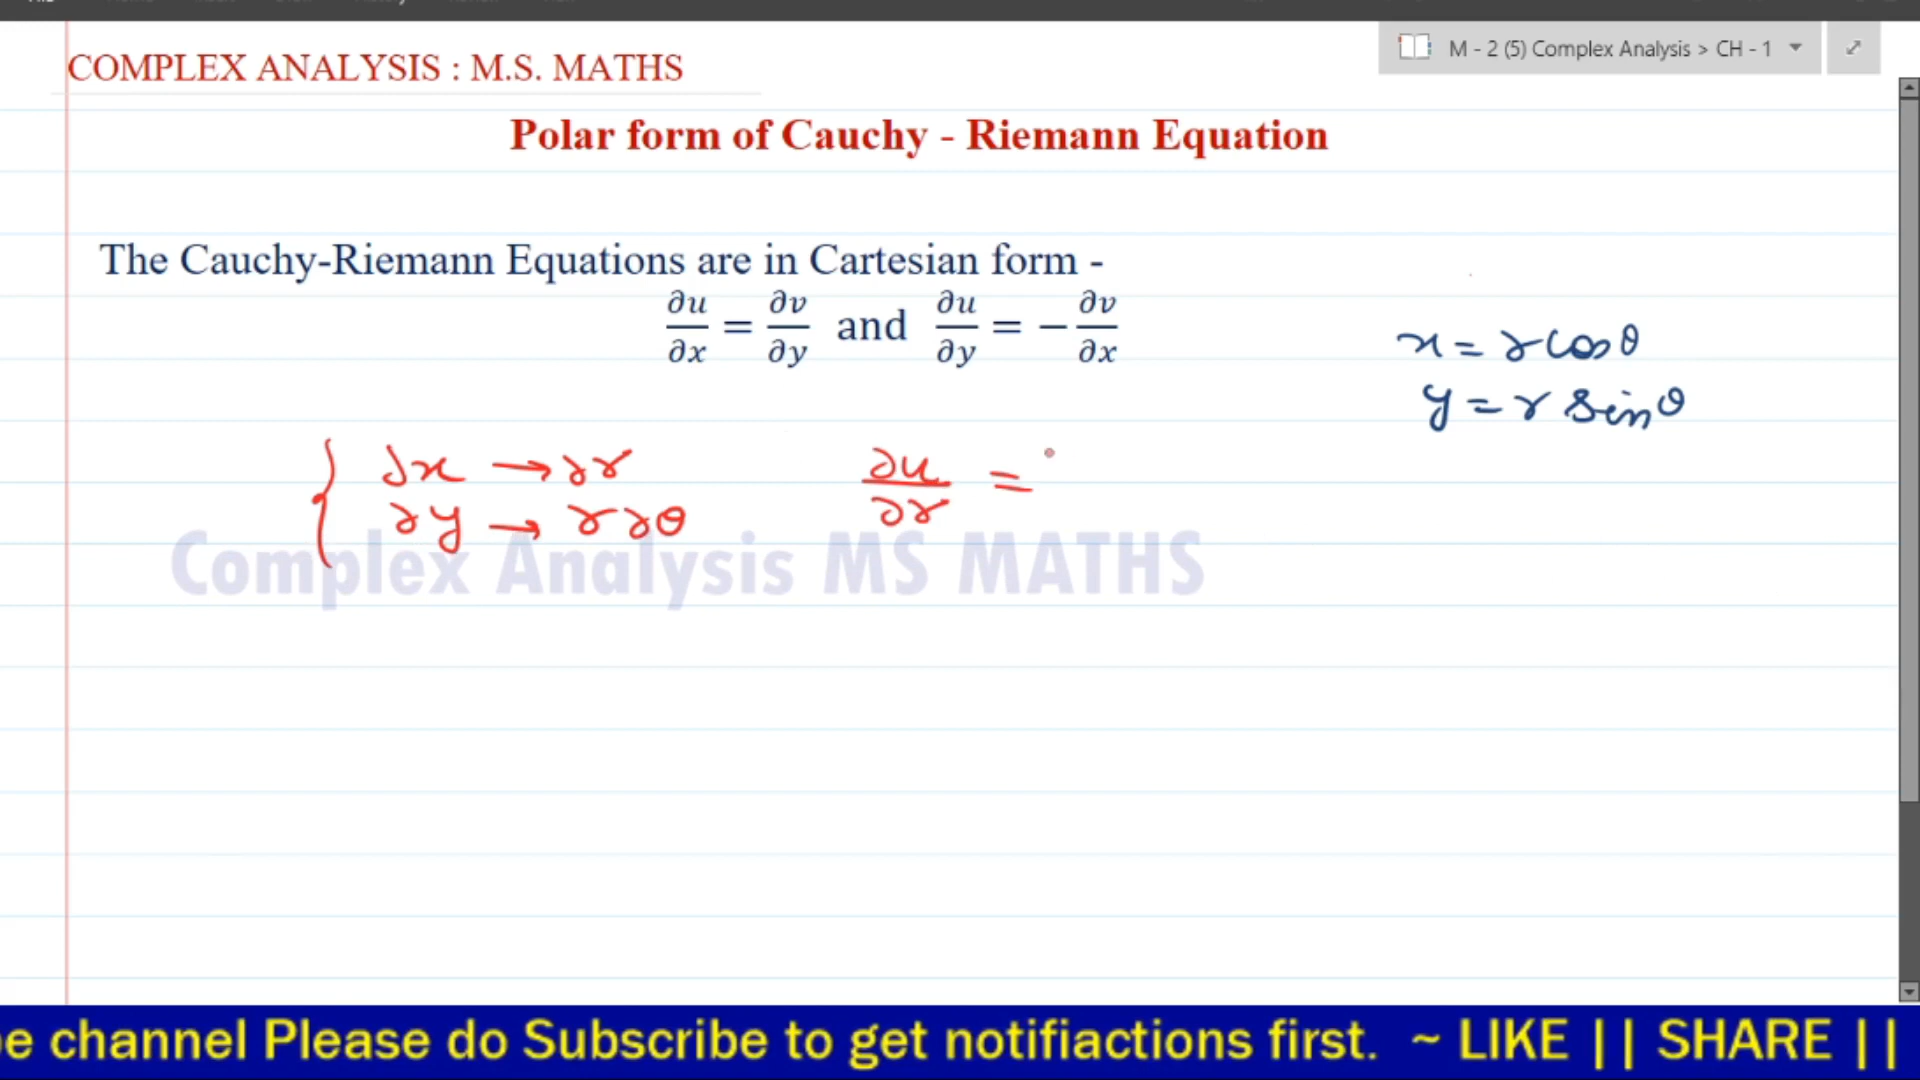 COMPLEX ANALYSIS : M.S. MATHS
M - 2 (5) Complex Analysis > CH - 1
Polar form of Cauchy - Riemann Equation
The Cauchy-Riemann Equations are in Cartesian form -
∂u/∂x = ∂v/∂y and ∂u/∂y = −∂v/∂x
x = r cosθ
y = r sinθ
∂x → ∂r
∂y → r∂θ
∂u/∂r =
Complex Analysis MS MATHS
e channel Please do Subscribe to get notifiactions first. ~ LIKE || SHARE ||